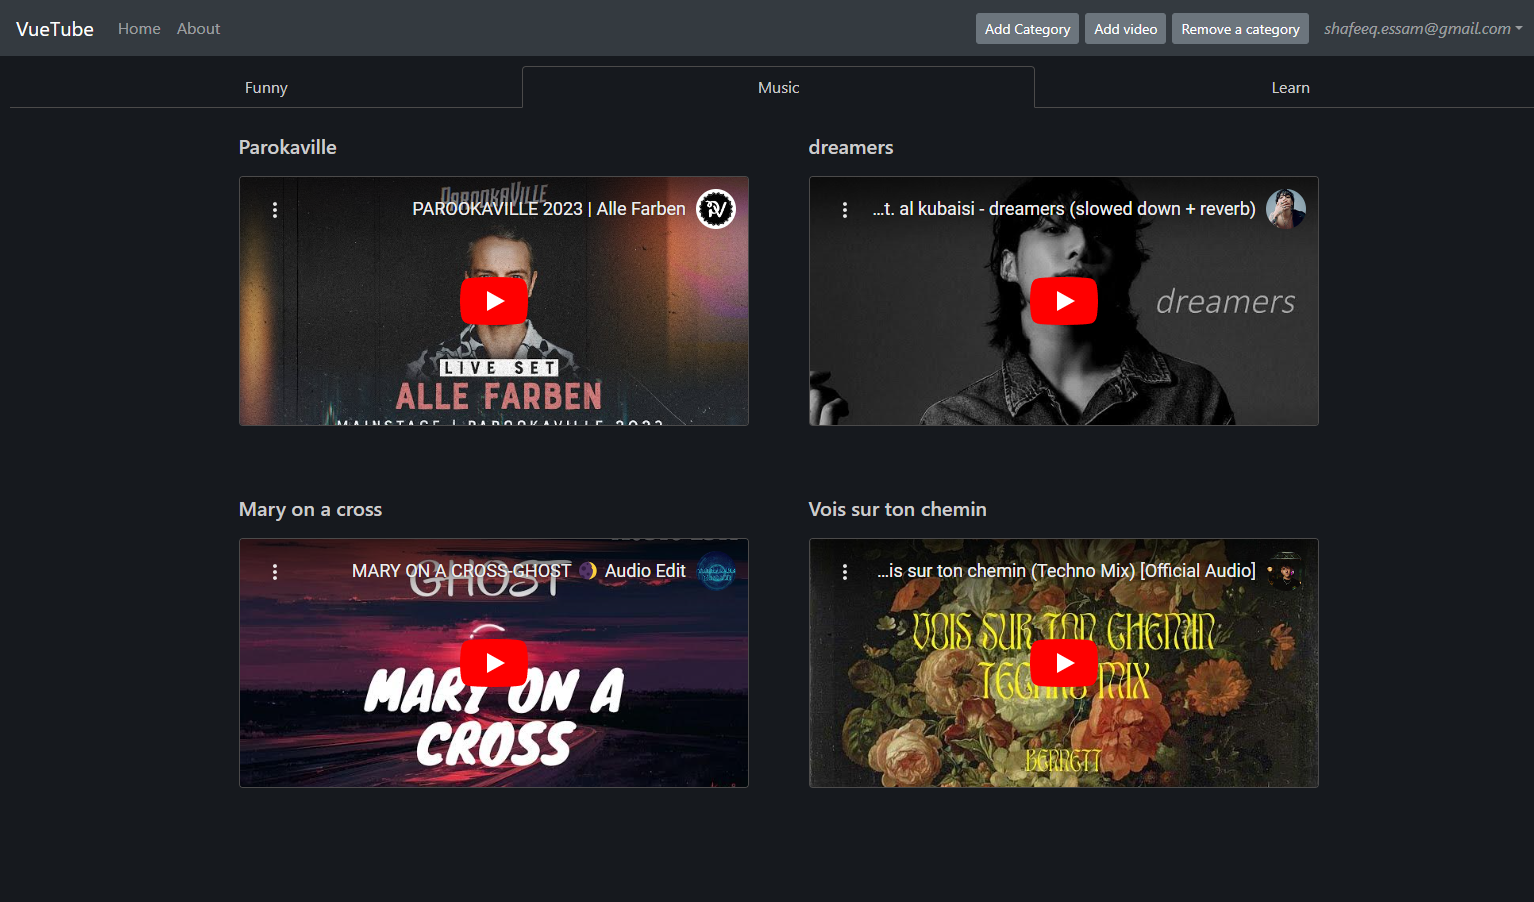 VueTube Home About Add Category Add video Remove a category shafeeq.essam@gmail.com
Funny Music Learn
Parokaville
PAROOKAVILLE
PAROOKAVILLE 2023 | Alle Farben
LIVE SET
ALLE FARBEN
MAINSTAGE | PAROOKAVILLE 2023
dreamers
...t. al kubaisi - dreamers (slowed down + reverb)
dreamers
Mary on a cross
MARY ON A CROSS-GHOST 🌒 Audio Edit
GHOST
MARY ON A
CROSS
Vois sur ton chemin
...is sur ton chemin (Techno Mix) [Official Audio]
VOIS SUR TON CHEMIN
TECHNO MIX
BENNETT